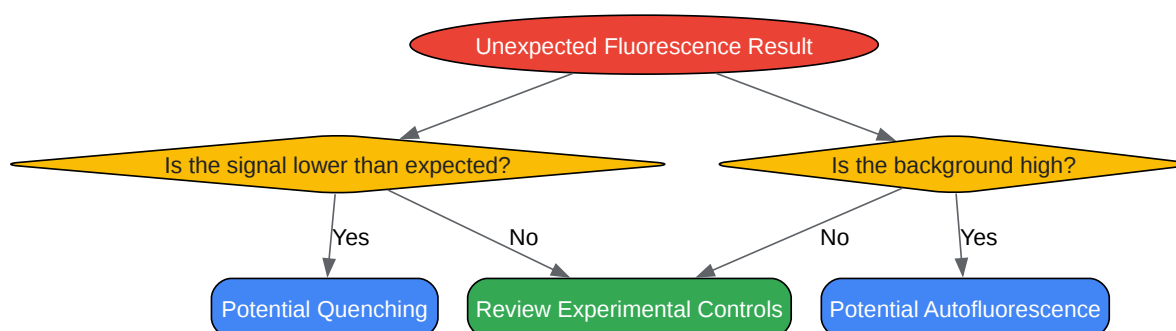 Unexpected Fluorescence Result
Is the signal lower than expected?
Is the background high?
Yes
No
No
Yes
Potential Quenching
Review Experimental Controls
Potential Autofluorescence